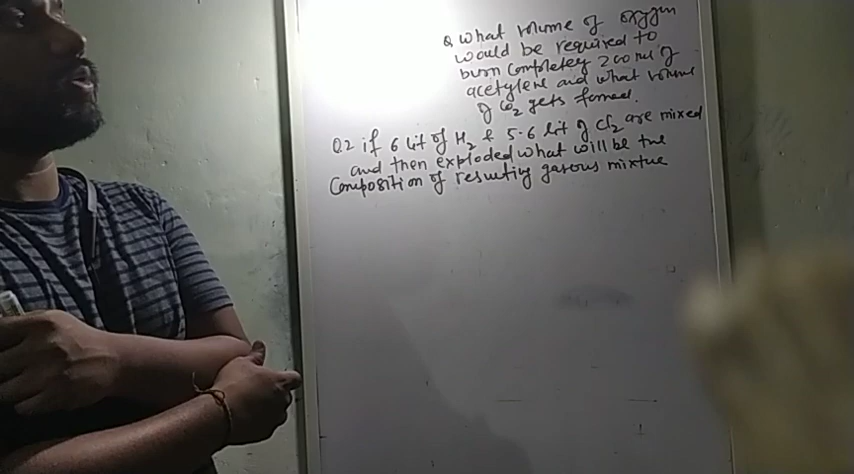 Q What volume of oxygen
would be required to
burn completely 200 ml of
acetylene and what volume
of CO2 gets formed.
Q.2 if 6 lit of H2 & 5.6 lit of Cl2 are mixed
and then exploded what will be the
Composition of resulting gaseous mixture